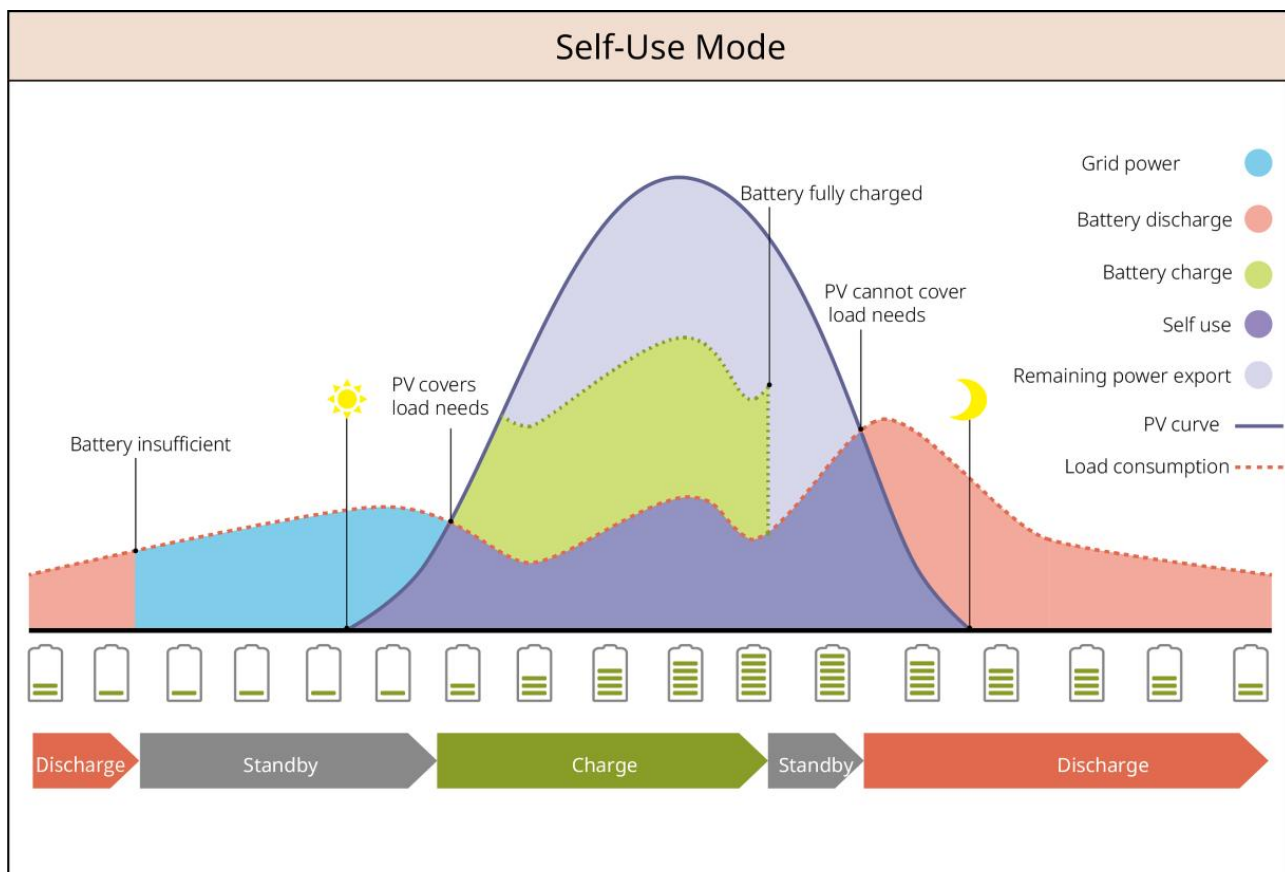 Self-Use Mode
Grid power
Battery fully charged
Battery discharge
Battery charge
PV cannot cover
load needs
Self use
PV covers
load needs
Remaining power export
PV curve
Battery insufficient
Load consumption
Discharge
Standby
Charge
Standby
Discharge